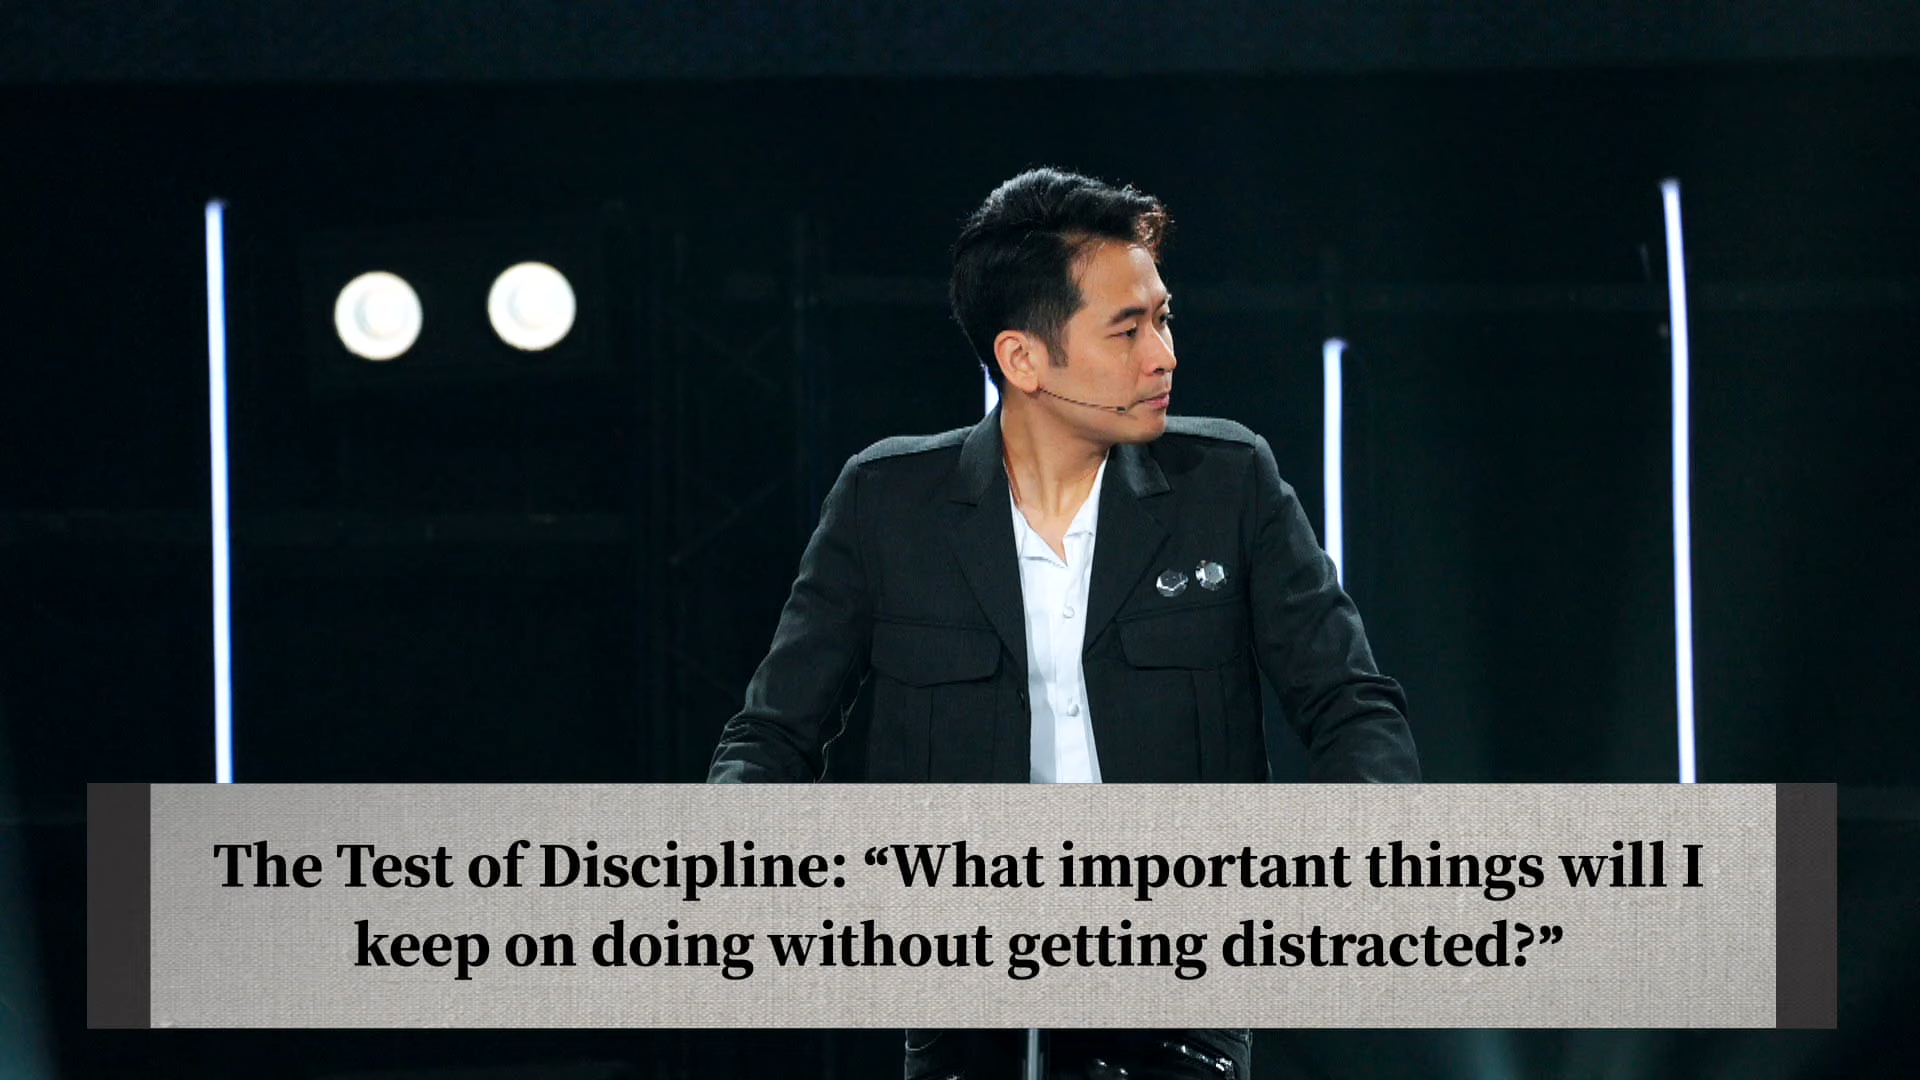 The Test of Discipline: “What important things will I
keep on doing without getting distracted?”